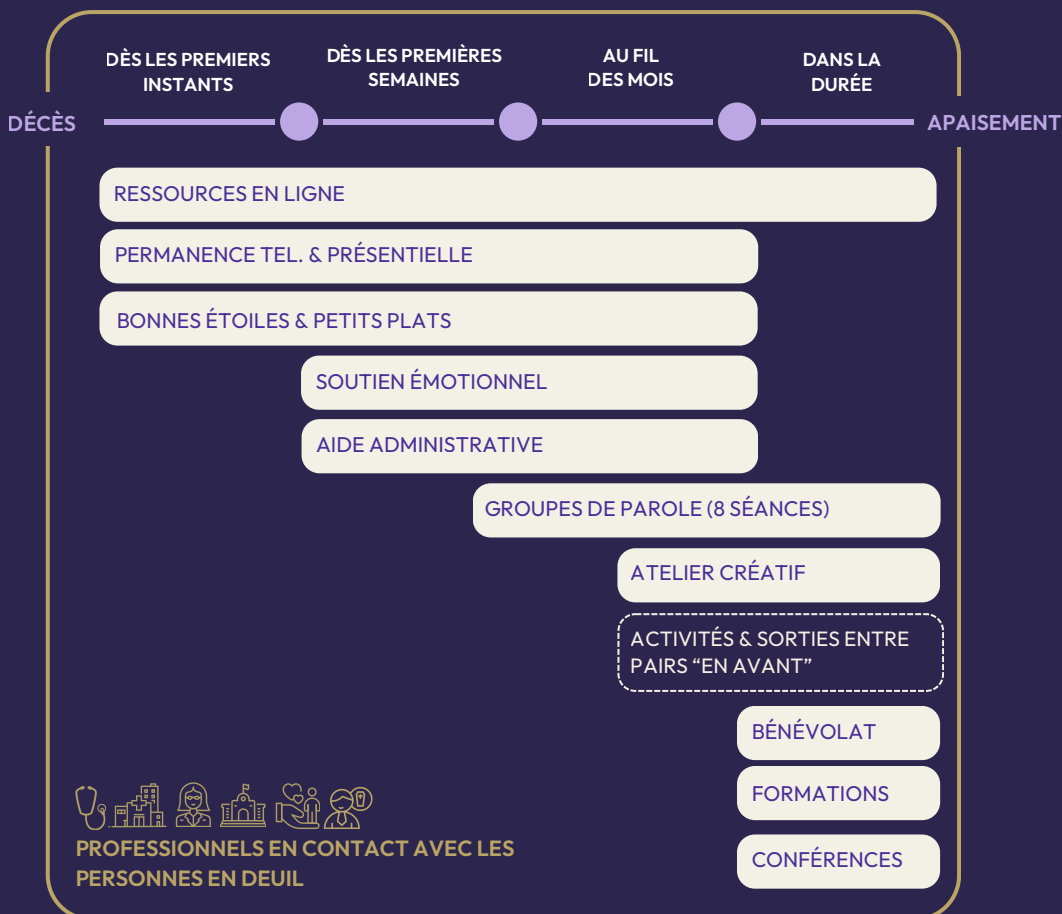 DÈS LES PREMIERS
INSTANTS
DÈS LES PREMIÈRES
SEMAINES
AU FIL
DES MOIS
DANS LA
DURÉE
DÉCÈS
APAISEMENT
RESSOURCES EN LIGNE
PERMANENCE TEL. & PRÉSENTIELLE
BONNES ÉTOILES & PETITS PLATS
SOUTIEN ÉMOTIONNEL
AIDE ADMINISTRATIVE
GROUPES DE PAROLE (8 SÉANCES)
ATELIER CRÉATIF
ACTIVITÉS & SORTIES ENTRE
PAIRS “EN AVANT”
BÉNÉVOLAT
FORMATIONS
CONFÉRENCES
PROFESSIONNELS EN CONTACT AVEC LES
PERSONNES EN DEUIL